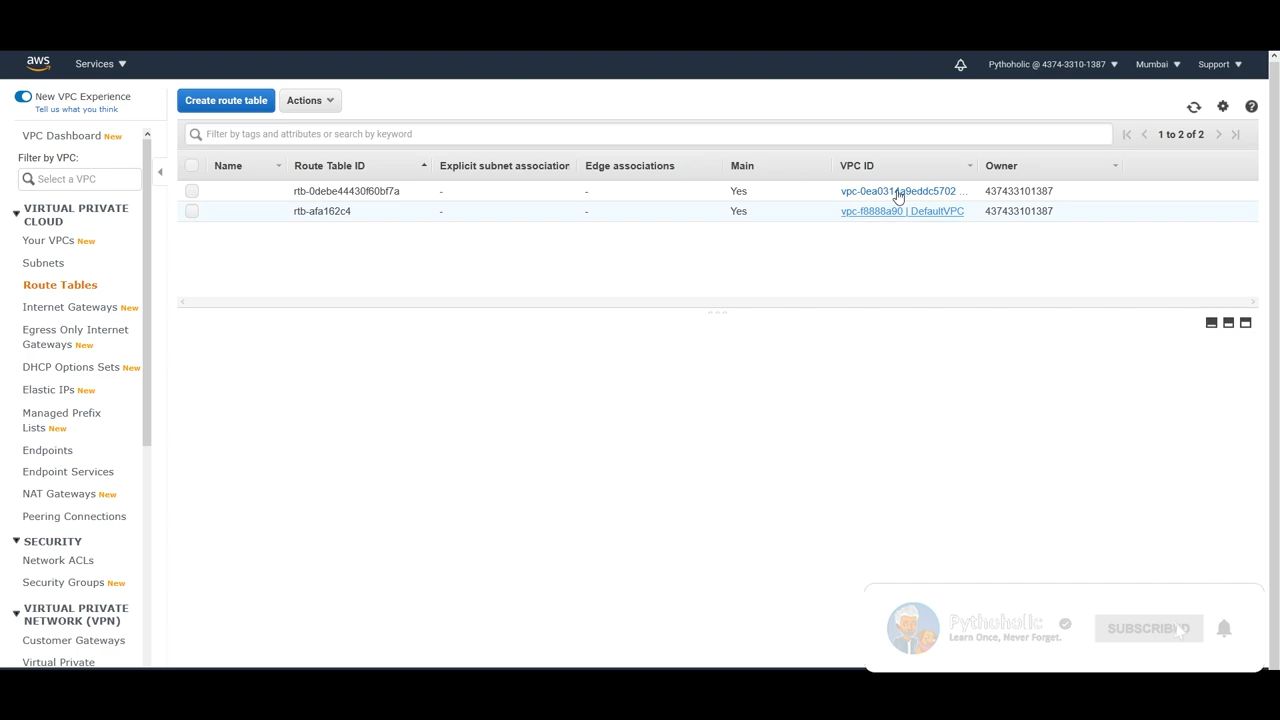 aws
Services
Pythoholic @ 4374-3310-1387
Mumbai
Support
New VPC Experience
Tell us what you think
Create route table
Actions
VPC Dashboard New
Filter by VPC:
Select a VPC
Filter by tags and attributes or search by keyword
1 to 2 of 2
Name
Route Table ID
Explicit subnet association
Edge associations
Main
VPC ID
Owner
rtb-0debe44430f60bf7a
-
-
Yes
vpc-0ea0314a9eddc5702 ...
437433101387
rtb-afa162c4
-
-
Yes
vpc-f8888a90 | DefaultVPC
437433101387
VIRTUAL PRIVATE
CLOUD
Your VPCs New
Subnets
Route Tables
Internet Gateways New
Egress Only Internet
Gateways New
DHCP Options Sets New
Elastic IPs New
Managed Prefix
Lists New
Endpoints
Endpoint Services
NAT Gateways New
Peering Connections
SECURITY
Network ACLs
Security Groups New
VIRTUAL PRIVATE
NETWORK (VPN)
Customer Gateways
Virtual Private
Pythoholic
Learn Once, Never Forget.
SUBSCRIBED